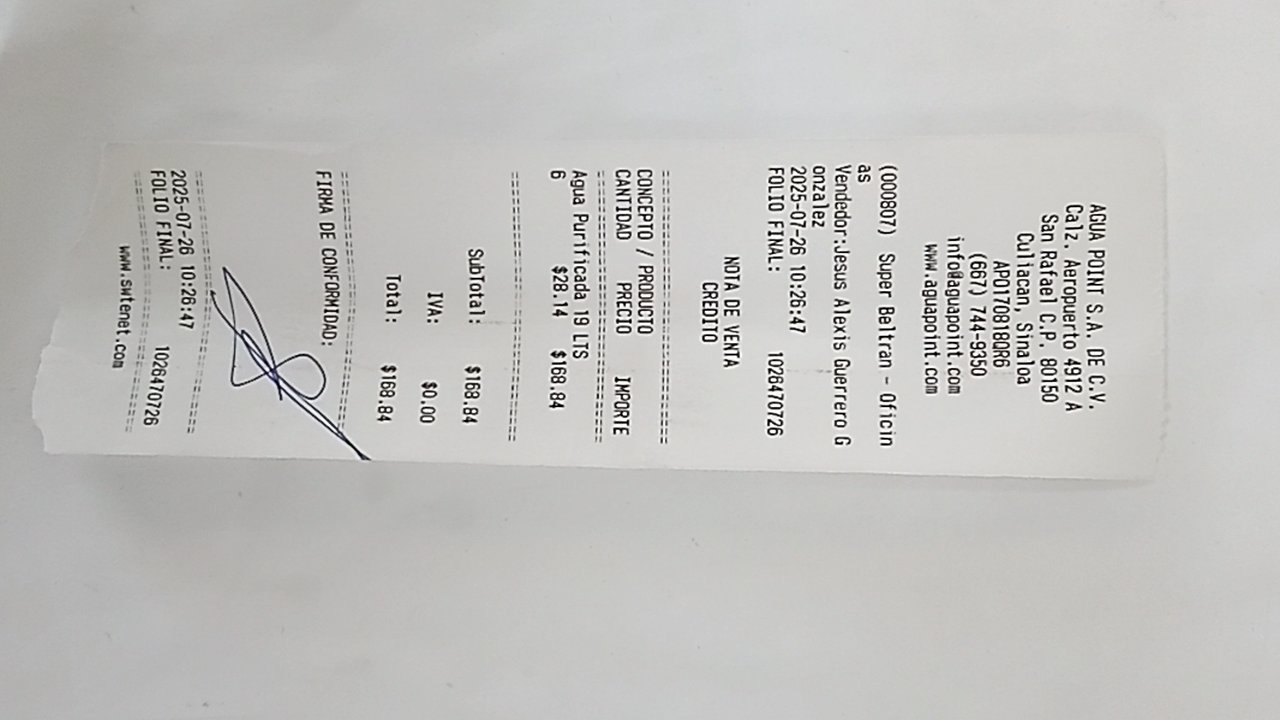 AGUA POINT S.A. DE C.V.
Calz. Aeropuerto 4912 A
San Rafael C.P. 80150
Culiacan, Sinaloa
APO170818QR6
(667) 744-9350
info@aguapoint.com
www.aguapoint.com
(000807) Super Beltran - Oficin
as
Vendedor:Jesus Alexis Guerrero G
onzalez
2025-07-26 10:26:47
FOLIO FINAL: 1026470726
NOTA DE VENTA
CREDITO
================================
CONCEPTO / PRODUCTO
CANTIDAD PRECIO IMPORTE
================================
Agua Purificada 19 LTS
6 $28.14 $168.84
================================
SubTotal: $168.84
IVA: $0.00
Total: $168.84
================================
FIRMA DE CONFORMIDAD:
================================
2025-07-26 10:26:47
FOLIO FINAL: 1026470726
================================
www.swtenet.com